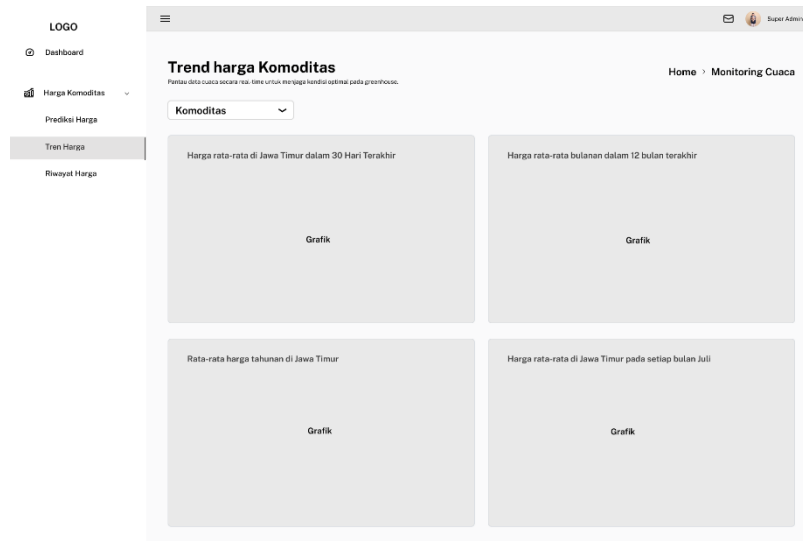 LOGO
Dashboard
Harga Komoditas
Prediksi Harga
Tren Harga
Riwayat Harga
Super Admin
Trend harga Komoditas
Pantau data cuaca secara real-time untuk menjaga kondisi optimal pada greenhouse.
Home > Monitoring Cuaca
Komoditas
Harga rata-rata di Jawa Timur dalam 30 Hari Terakhir
Grafik
Harga rata-rata bulanan dalam 12 bulan terakhir
Grafik
Rata-rata harga tahunan di Jawa Timur
Grafik
Harga rata-rata di Jawa Timur pada setiap bulan Juli
Grafik